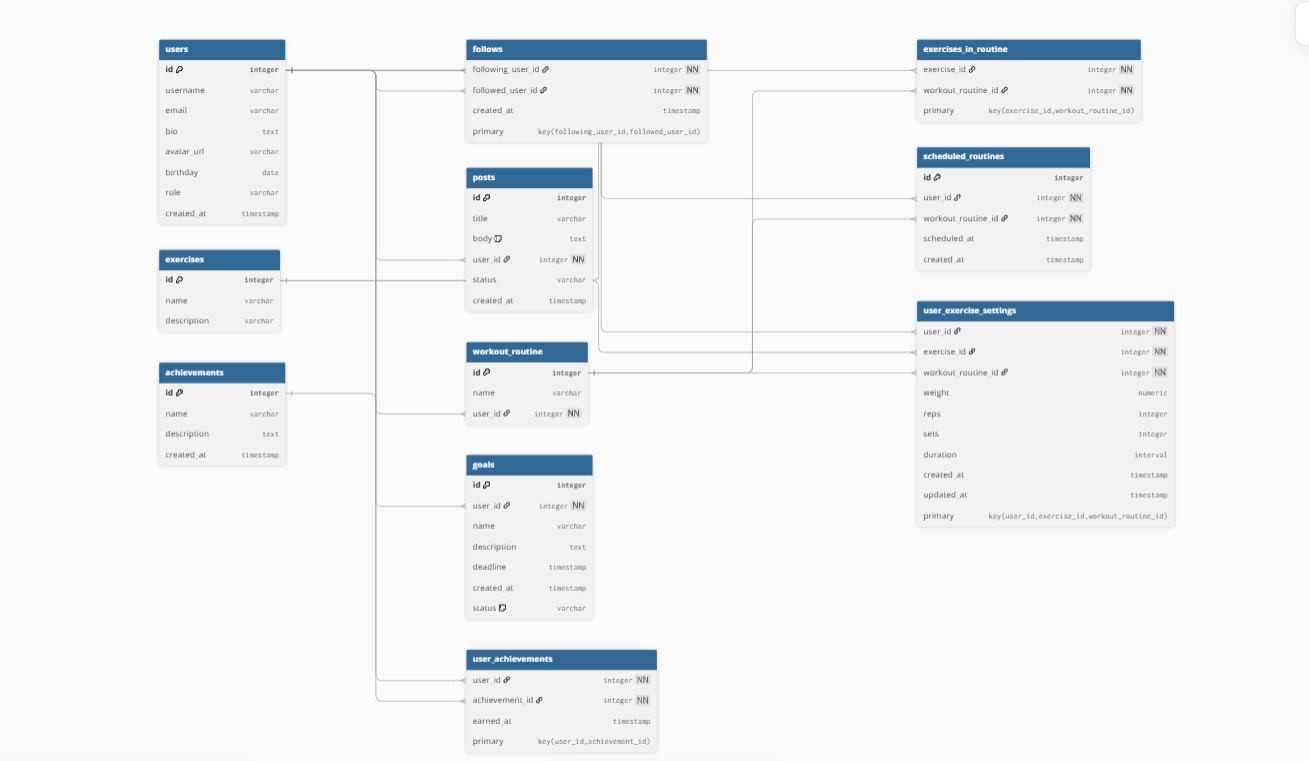 users
id integer
username varchar
email varchar
bio text
avatar_url varchar
birthday date
role varchar
created_at timestamp
exercises
id integer
name varchar
description varchar
achievements
id integer
name varchar
description text
created_at timestamp
follows
following_user_id integer NN
followed_user_id integer NN
created_at timestamp
primary key(following_user_id,followed_user_id)
posts
id integer
title varchar
body text
user_id integer NN
status varchar
created_at timestamp
workout_routine
id integer
name varchar
user_id integer NN
goals
id integer
user_id integer NN
name varchar
description text
deadline timestamp
created_at timestamp
status varchar
user_achievements
user_id integer NN
achievement_id integer NN
earned_at timestamp
primary key(user_id,achievement_id)
exercises_in_routine
exercise_id integer NN
workout_routine_id integer NN
primary key(exercise_id,workout_routine_id)
scheduled_routines
id integer
user_id integer NN
workout_routine_id integer NN
scheduled_at timestamp
created_at timestamp
user_exercise_settings
user_id integer NN
exercise_id integer NN
workout_routine_id integer NN
weight numeric
reps integer
sets integer
duration interval
created_at timestamp
updated_at timestamp
primary key(user_id,exercise_id,workout_routine_id)